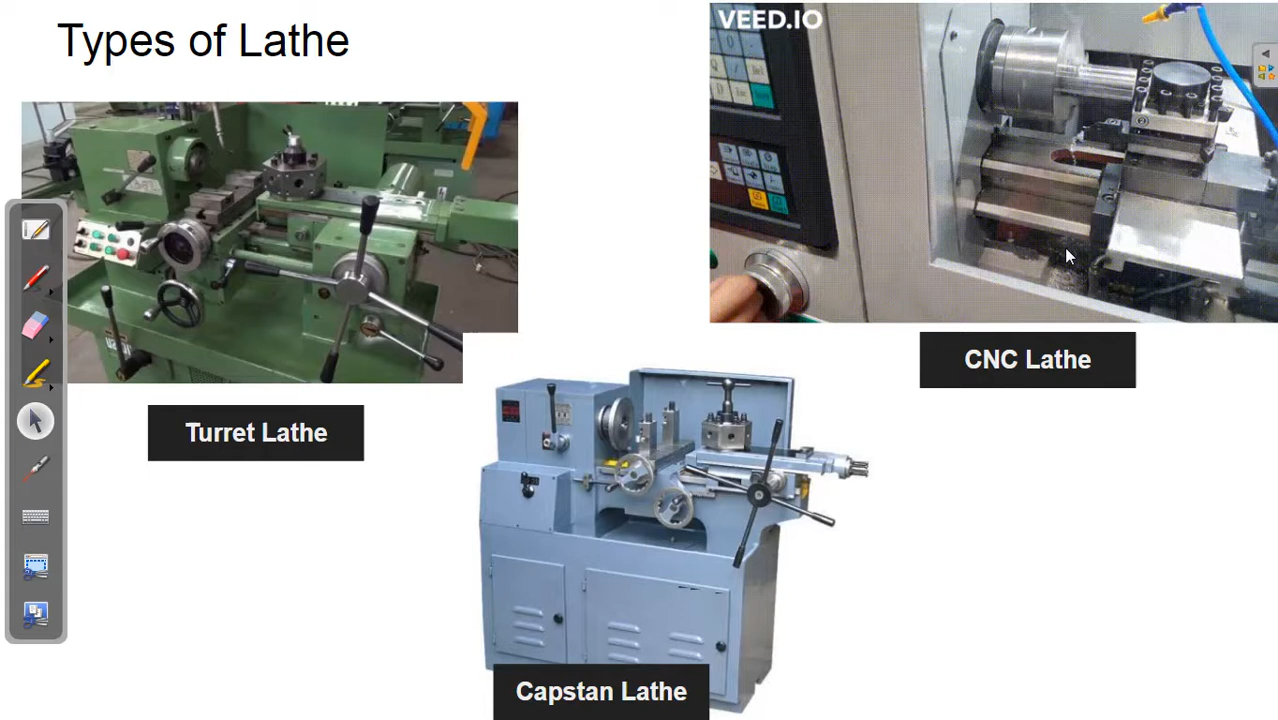 Types of Lathe
VEED.IO
Turret Lathe
CNC Lathe
Capstan Lathe